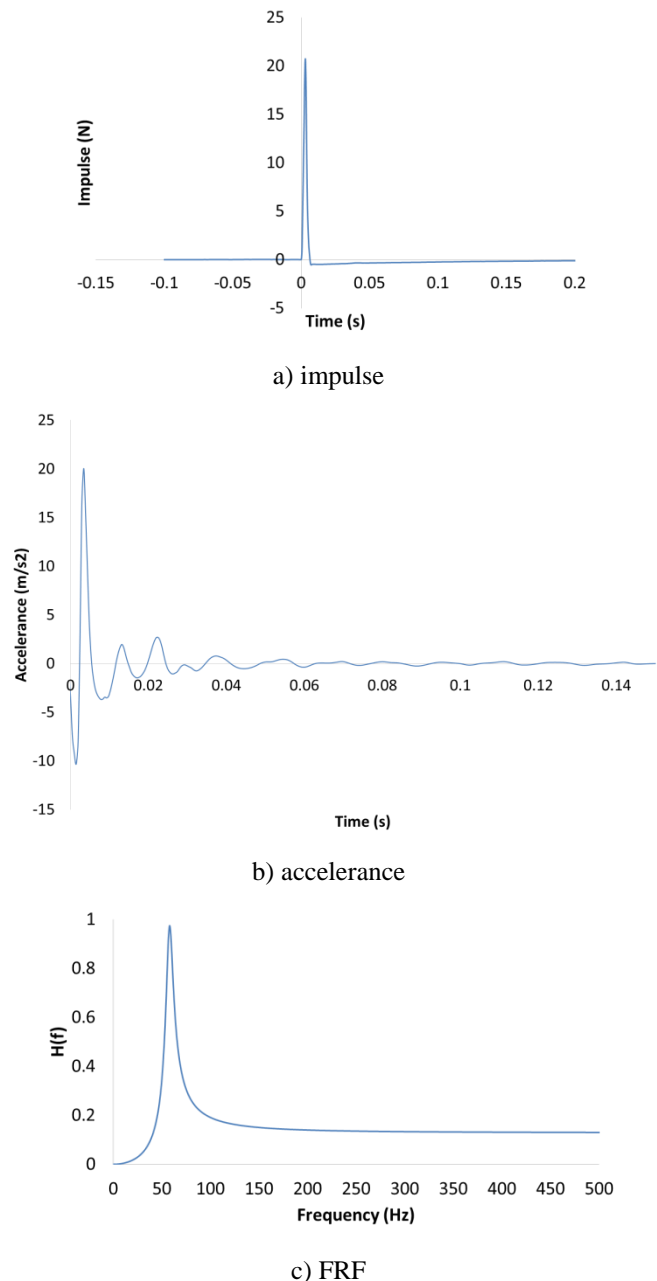 25
20
15
10
5
0
-5
Impulse (N)
-0.15 -0.1 -0.05 0 0.05 0.1 0.15 0.2
Time (s)
a) impulse
25
20
15
10
5
0
-5
-10
-15
Accelerance (m/s2)
0 0.02 0.04 0.06 0.08 0.1 0.12 0.14
Time (s)
b) accelerance
1
0.8
0.6
0.4
0.2
0
H(f)
0 50 100 150 200 250 300 350 400 450 500
Frequency (Hz)
c) FRF